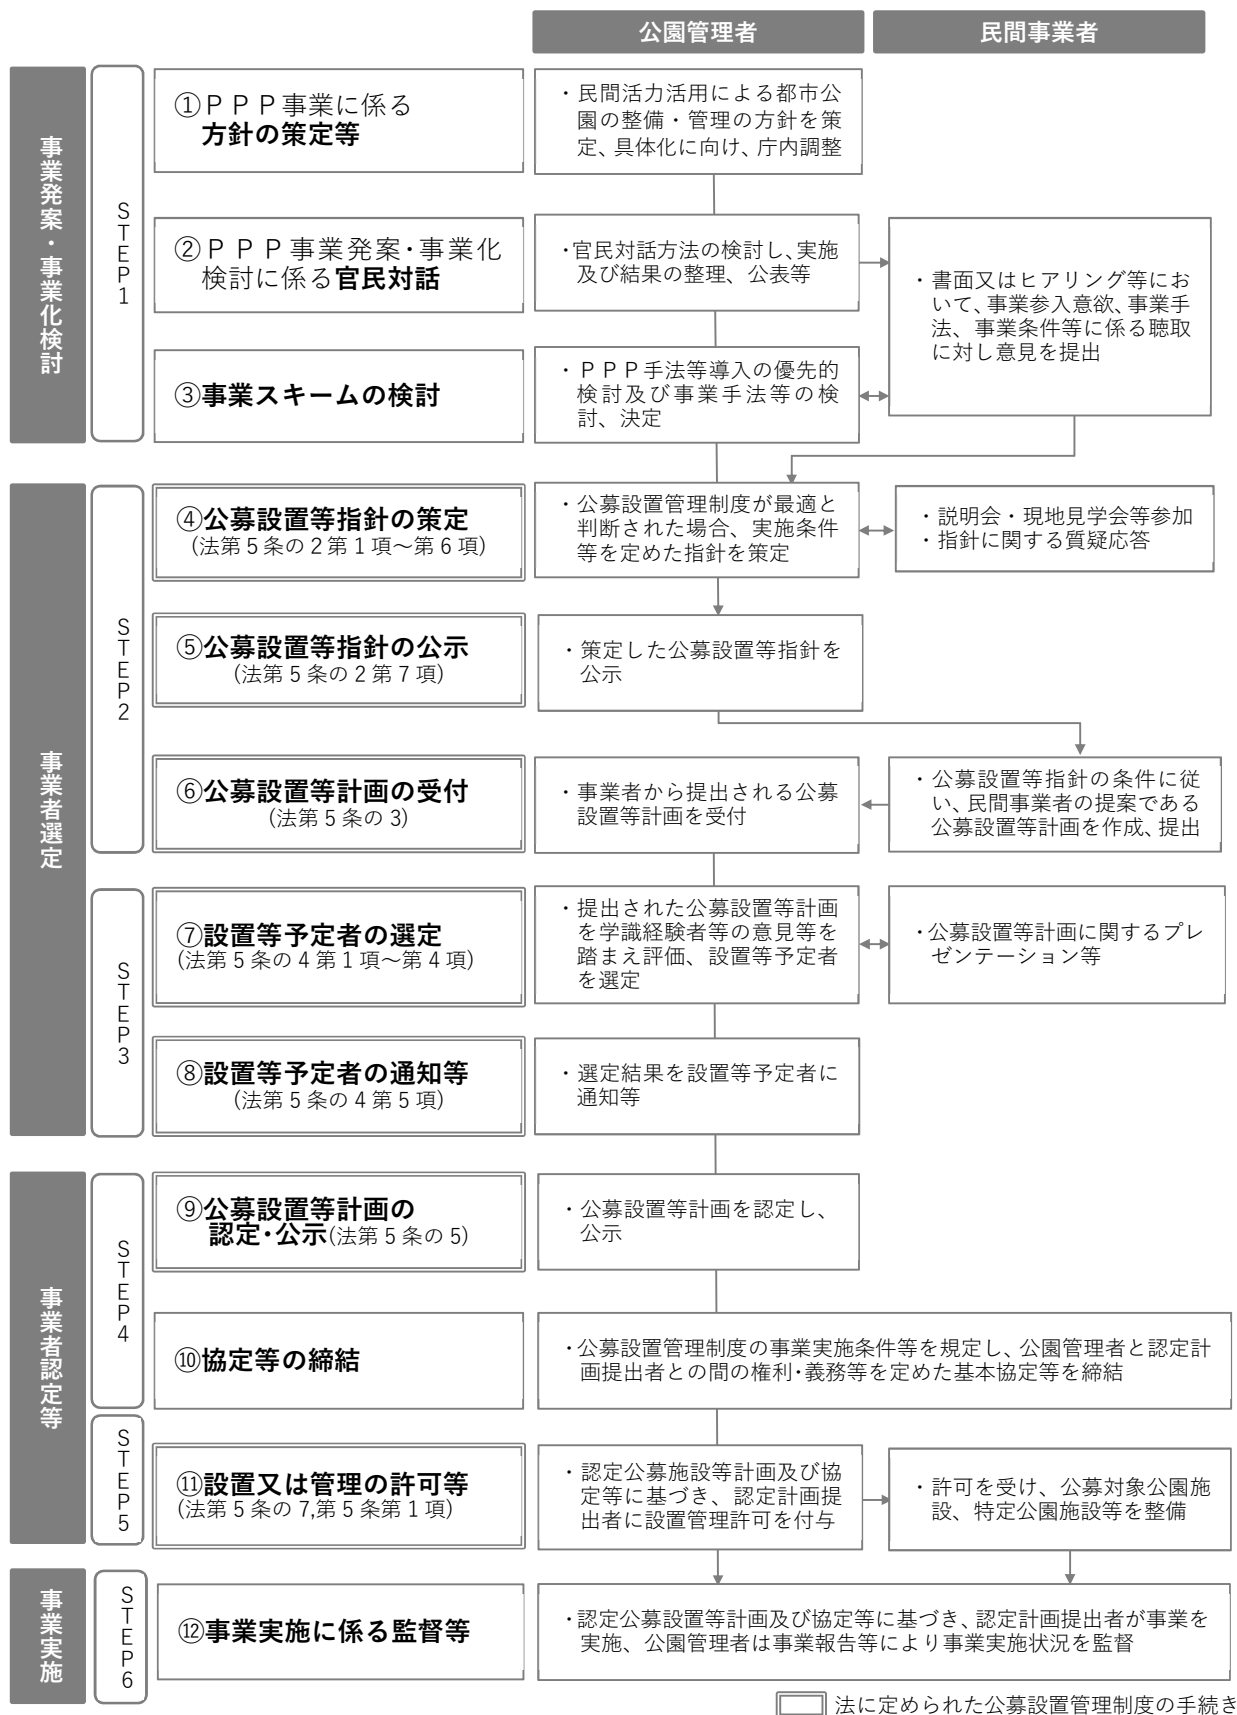 公園管理者
民間事業者
事業発案・事業化検討
STEP1
①ＰＰＰ事業に係る
方針の策定等
・民間活力活用による都市公
園の整備・管理の方針を策
定、具体化に向け、庁内調整
②ＰＰＰ事業発案・事業化
検討に係る官民対話
・官民対話方法の検討し、実施
及び結果の整理、公表等
・書面又はヒアリング等にお
いて、事業参入意欲、事業手
法、事業条件等に係る聴取
に対し意見を提出
③事業スキームの検討
・ＰＰＰ手法等導入の優先的
検討及び事業手法等の検
討、決定
事業者選定
STEP2
④公募設置等指針の策定
(法第５条の２第１項～第６項)
・公募設置管理制度が最適と
判断された場合、実施条件
等を定めた指針を策定
・説明会・現地見学会等参加
・指針に関する質疑応答
⑤公募設置等指針の公示
(法第５条の２第７項)
・策定した公募設置等指針を
公示
⑥公募設置等計画の受付
(法第５条の３)
・事業者から提出される公募
設置等計画を受付
・公募設置等指針の条件に従
い、民間事業者の提案である
公募設置等計画を作成、提出
STEP3
⑦設置等予定者の選定
(法第５条の４第１項～第４項)
・提出された公募設置等計画
を学識経験者等の意見等を
踏まえ評価、設置等予定者
を選定
・公募設置等計画に関するプレ
ゼンテーション等
⑧設置等予定者の通知等
(法第５条の４第５項)
・選定結果を設置等予定者に
通知等
事業者認定等
STEP4
⑨公募設置等計画の
認定・公示(法第５条の５)
・公募設置等計画を認定し、
公示
⑩協定等の締結
・公募設置管理制度の事業実施条件等を規定し、公園管理者と認定計
画提出者との間の権利・義務等を定めた基本協定等を締結
STEP5
⑪設置又は管理の許可等
(法第５条の７,第５条第１項)
・認定公募施設等計画及び協
定等に基づき、認定計画提
出者に設置管理許可を付与
・許可を受け、公募対象公園施
設、特定公園施設等を整備
事業実施
STEP6
⑫事業実施に係る監督等
・認定公募設置等計画及び協定等に基づき、認定計画提出者が事業を
実施、公園管理者は事業報告等により事業実施状況を監督
法に定められた公募設置管理制度の手続き